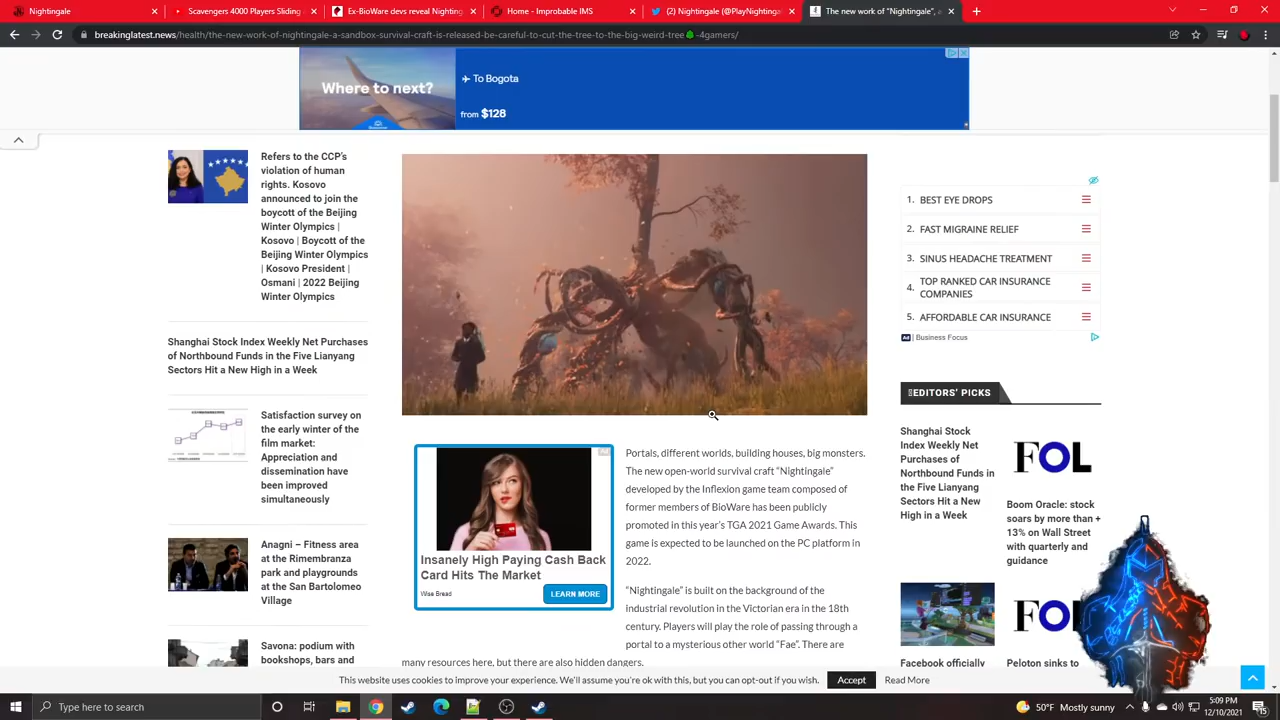 Nightingale
Scavengers 4000 Players Sliding
Ex-BioWare devs reveal Nighting
Home - Improbable IMS
Nightingale (@PlayNightinga
The new work of "Nightingale", a
breakinglatest.news/health/the-new-work-of-nightingale-a-sandbox-survival-craft-is-released-be-careful-to-cut-the-tree-to-the-big-weird-tree🌲-4gamers/
Where to next?
To Bogota
from $128
Refers to the CCP's
violation of human
rights. Kosovo
announced to join the
boycott of the Beijing
Winter Olympics |
Kosovo | Boycott of the
Beijing Winter Olympics
| Kosovo President |
Osmani | 2022 Beijing
Winter Olympics
Shanghai Stock Index Weekly Net Purchases
of Northbound Funds in the Five Lianyang
Sectors Hit a New High in a Week
Satisfaction survey on
the early winter of the
film market:
Appreciation and
dissemination have
been improved
simultaneously
Anagni – Fitness area
at the Rimembranza
park and playgrounds
at the San Bartolomeo
Village
Savona: podium with
bookshops, bars and
Ad
Insanely High Paying Cash Back
Card Hits The Market
Wise Bread
LEARN MORE
Portals, different worlds, building houses, big monsters.
The new open-world survival craft "Nightingale"
developed by the Inflexion game team composed of
former members of BioWare has been publicly
promoted in this year's TGA 2021 Game Awards. This
game is expected to be launched on the PC platform in
2022.
"Nightingale" is built on the background of the
industrial revolution in the Victorian era in the 18th
century. Players will play the role of passing through a
portal to a mysterious other world "Fae". There are
many resources here, but there are also hidden dangers.
1. BEST EYE DROPS
2. FAST MIGRAINE RELIEF
3. SINUS HEADACHE TREATMENT
4. TOP RANKED CAR INSURANCE
COMPANIES
5. AFFORDABLE CAR INSURANCE
Ad | Business Focus
EDITORS' PICKS
Shanghai Stock
Index Weekly Net
Purchases of
Northbound Funds in
the Five Lianyang
Sectors Hit a New
High in a Week
FOL
Boom Oracle: stock
soars by more than +
13% on Wall Street
with quarterly and
guidance
Facebook officially
FOL
Peloton sinks to
This website uses cookies to improve your experience. We'll assume you're ok with this, but you can opt-out if you wish.
Accept
Read More
Type here to search
50°F Mostly sunny
5:09 PM
12/10/2021
15